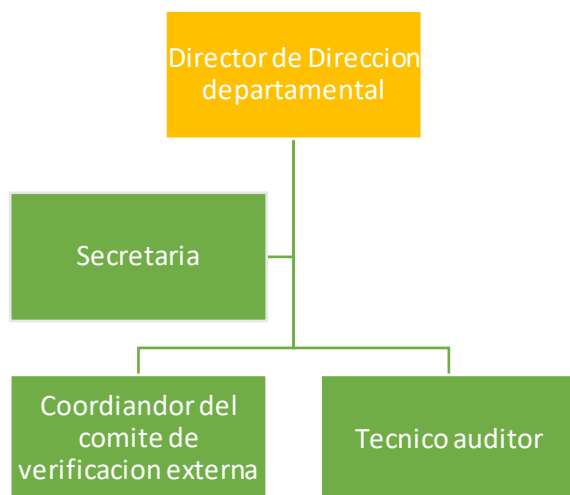 Director de Direccion
departamental
Secretaria
Coordiandor del
comite de
verificacion externa
Tecnico auditor